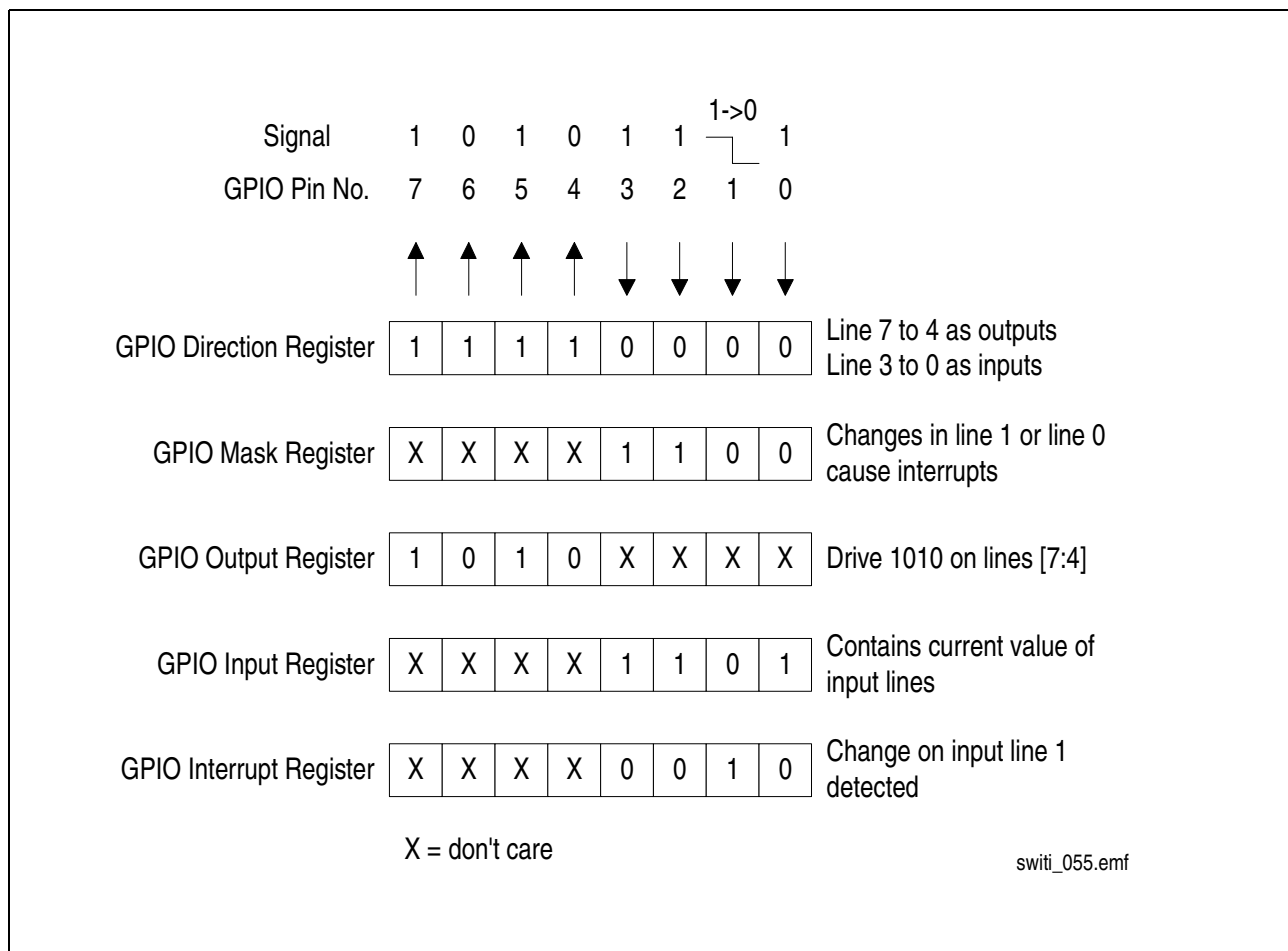 1->0
Signal 1 0 1 0 1 1 1
GPIO Pin No. 7 6 5 4 3 2 1 0
GPIO Direction Register 1 1 1 1 0 0 0 0 Line 7 to 4 as outputs
Line 3 to 0 as inputs
GPIO Mask Register X X X X 1 1 0 0 Changes in line 1 or line 0
cause interrupts
GPIO Output Register 1 0 1 0 X X X X Drive 1010 on lines [7:4]
GPIO Input Register X X X X 1 1 0 1 Contains current value of
input lines
GPIO Interrupt Register X X X X 0 0 1 0 Change on input line 1
detected
X = don't care
switi_055.emf